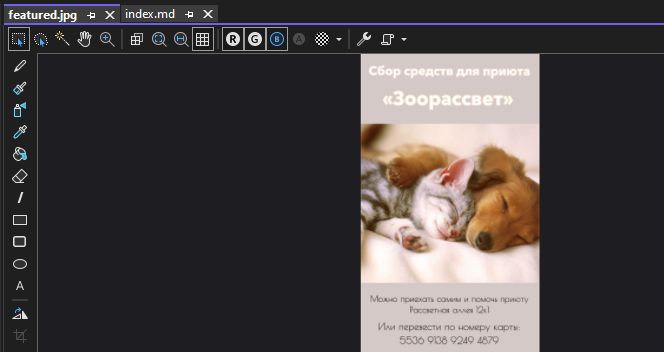 featured.jpg
index.md
R G B A
A
Сбор средств для приюта
«Зоорассвет»
Можно приехать самим и помочь приюту
Рассветная аллея 12к1
Или перевести по номеру карты:
5536 9138 9249 4879